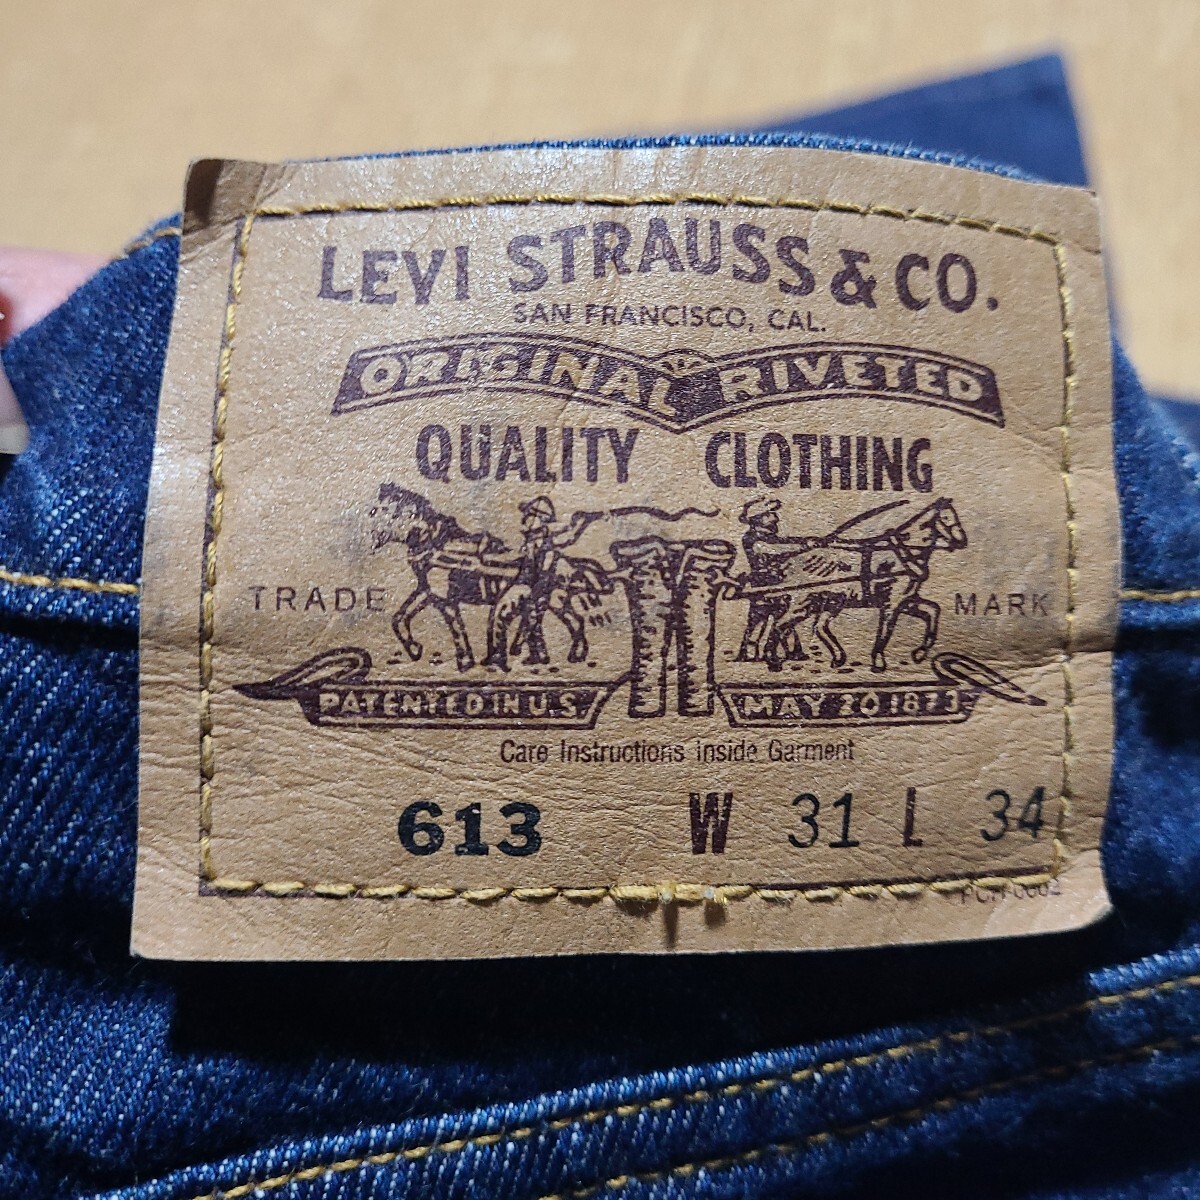 LEVI STRAUSS & CO.
SAN FRANCISCO, CAL.
ORIGINAL RIVETED
QUALITY CLOTHING
TRADE MARK
PATENTED IN U.S. MAY 20 1873
Care Instructions Inside Garment
613 W 31 L 34